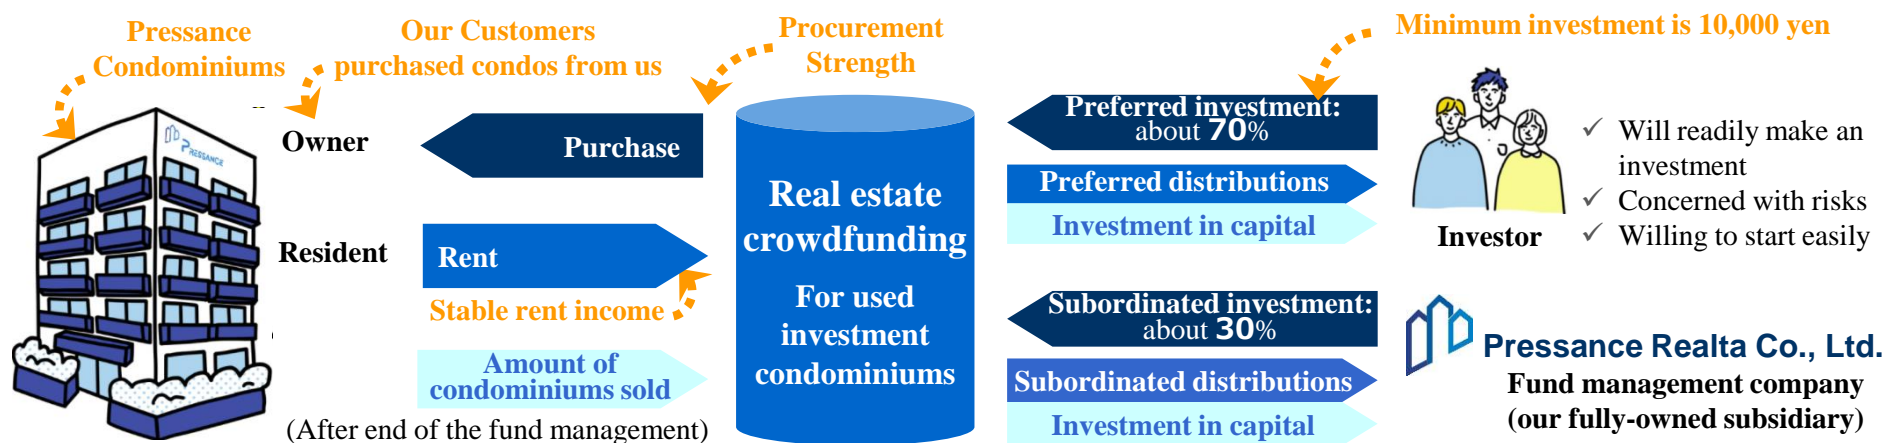 Pressance
Condominiums
Our Customers
purchased condos from us
Procurement
Strength
Minimum investment is 10,000 yen
PRESSANCE
Owner
Purchase
Resident
Rent
Stable rent income
Amount of
condominiums sold
(After end of the fund management)
Real estate
crowdfunding
For used
investment
condominiums
Preferred investment:
about 70%
Preferred distributions
Investment in capital
Investor
✓ Will readily make an
investment
✓ Concerned with risks
✓ Willing to start easily
Subordinated investment:
about 30%
Subordinated distributions
Investment in capital
Pressance Realta Co., Ltd.
Fund management company
(our fully-owned subsidiary)